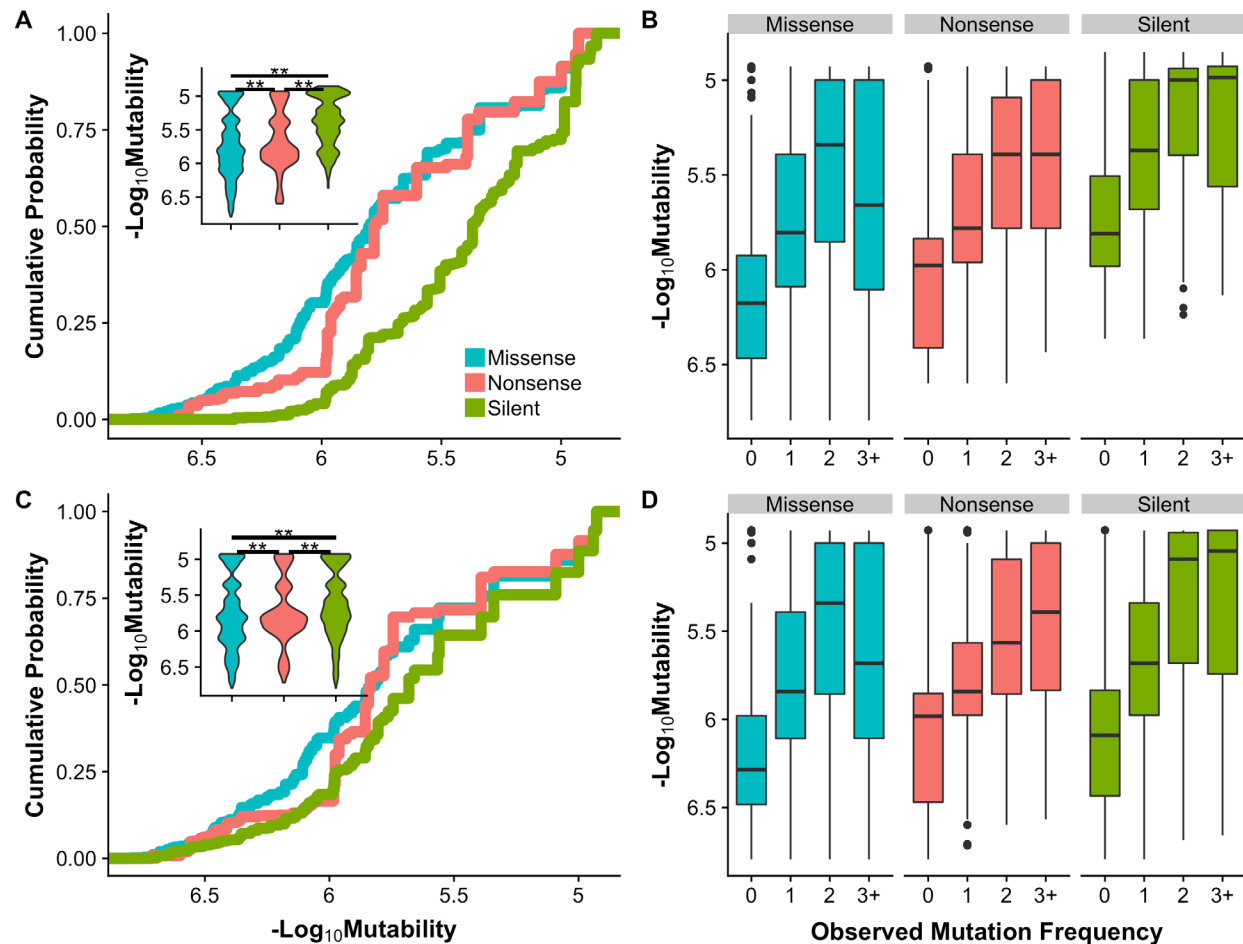 A
Cumulative Probability
1.00
0.75
0.50
0.25
0.00
-Log10Mutability
5
5.5
6
6.5
**
** **
Missense
Nonsense
Silent
6.5 6 5.5 5
B
Missense Nonsense Silent
-Log10Mutability
5
5.5
6
6.5
0 1 2 3+ 0 1 2 3+ 0 1 2 3+
C
Cumulative Probability
1.00
0.75
0.50
0.25
0.00
-Log10Mutability
5
5.5
6
6.5
**
** **
6.5 6 5.5 5
-Log10Mutability
D
Missense Nonsense Silent
-Log10Mutability
5
5.5
6
6.5
0 1 2 3+ 0 1 2 3+ 0 1 2 3+
Observed Mutation Frequency